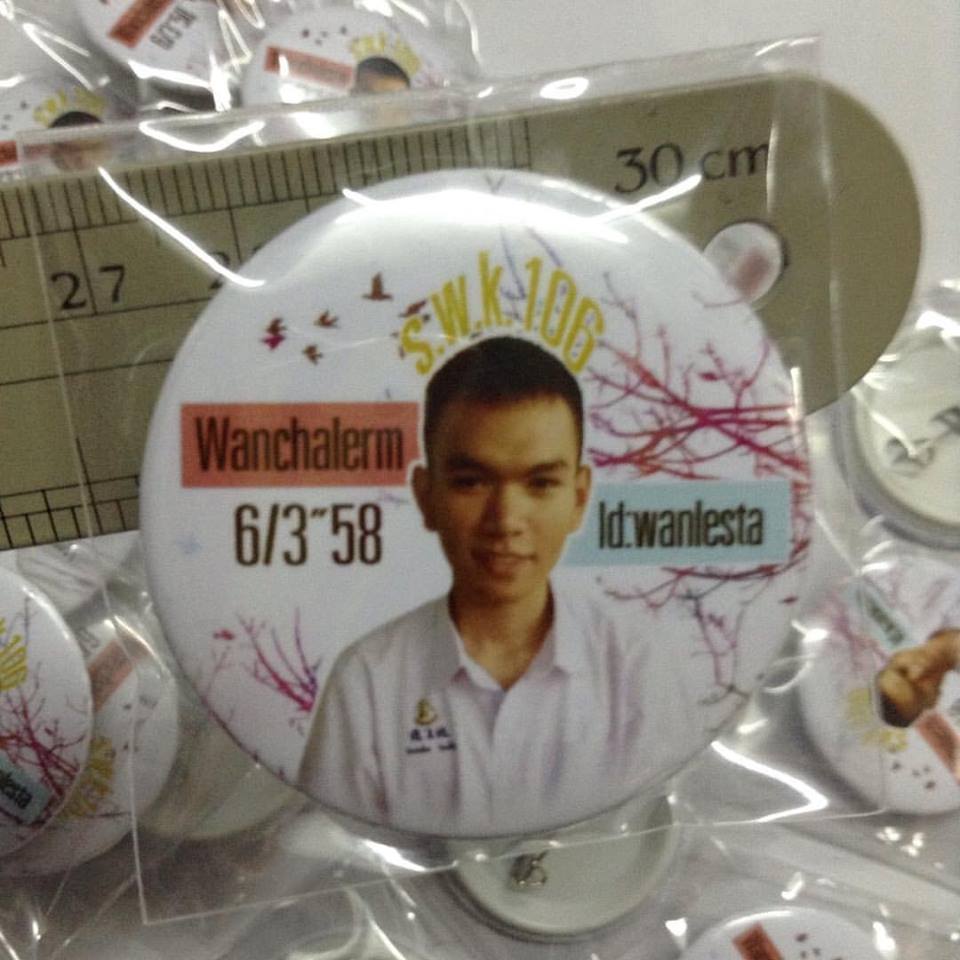 30 cm
27
s.w.k.106
Wanchalerm
6/3~58
Id:wanlesta